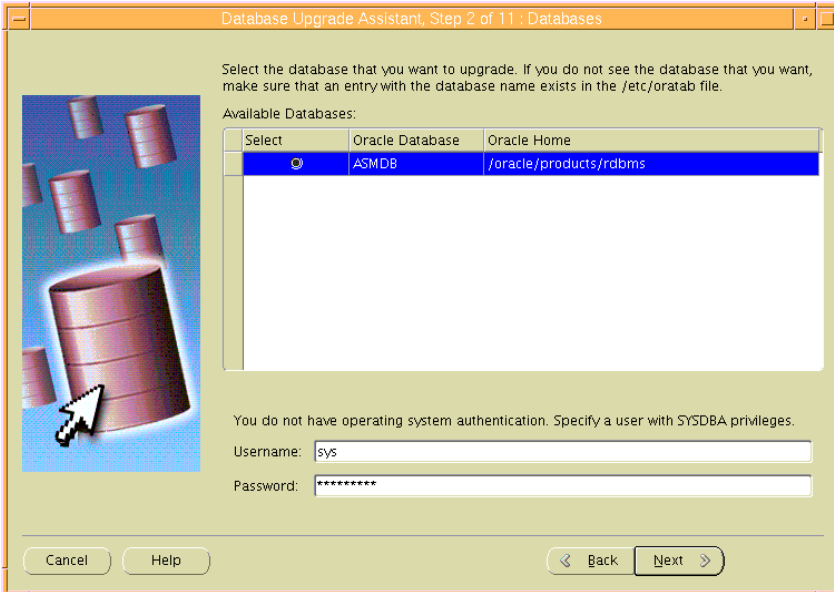 Database Upgrade Assistant, Step 2 of 11 : Databases
Select the database that you want to upgrade. If you do not see the database that you want,
make sure that an entry with the database name exists in the /etc/oratab file.
Available Databases:
Select Oracle Database Oracle Home
ASMDB /oracle/products/rdbms
You do not have operating system authentication. Specify a user with SYSDBA privileges.
Username: sys
Password: *********
Cancel Help Back Next